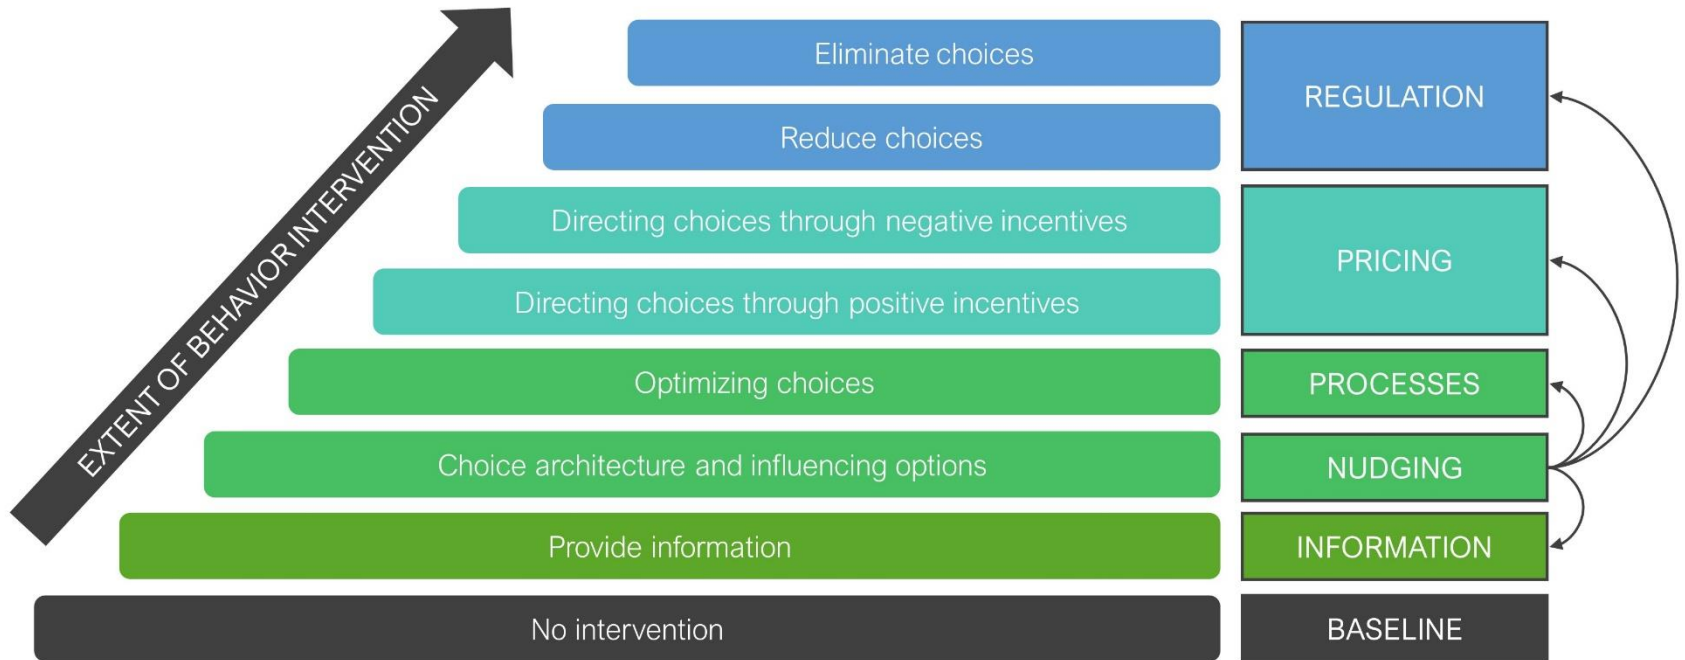 EXTENT OF BEHAVIOR INTERVENTION
Eliminate choices
REGULATION
Reduce choices
Directing choices through negative incentives
PRICING
Directing choices through positive incentives
Optimizing choices
PROCESSES
Choice architecture and influencing options
NUDGING
Provide information
INFORMATION
No intervention
BASELINE